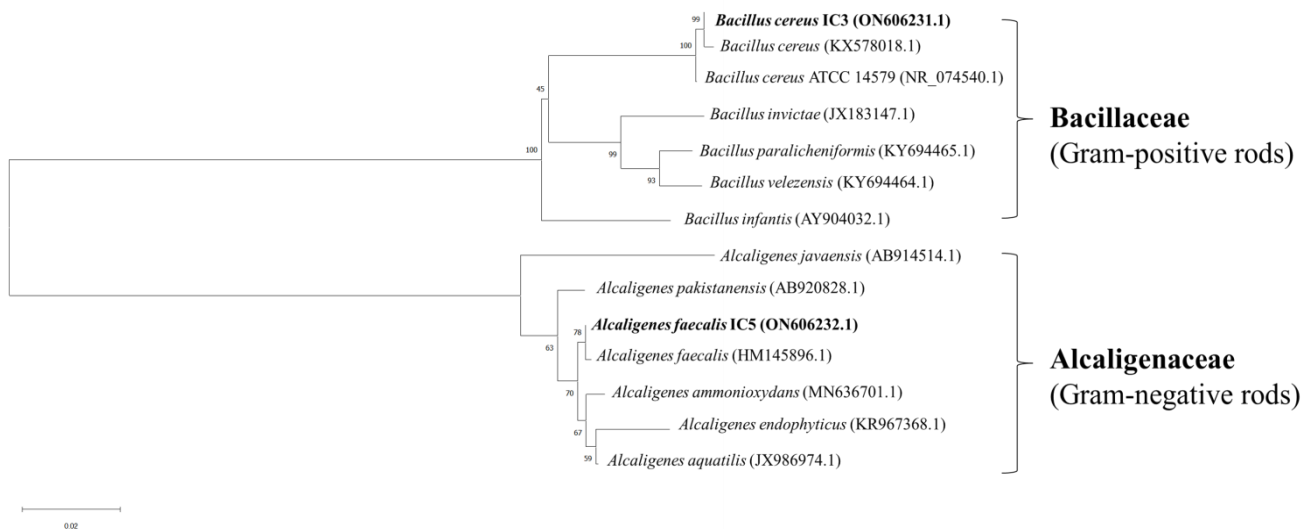 99
Bacillus cereus IC3 (ON606231.1)
100
Bacillus cereus (KX578018.1)
Bacillus cereus ATCC 14579 (NR_074540.1)
45
Bacillus invictae (JX183147.1)
Bacillaceae
(Gram-positive rods)
100
99
Bacillus paralicheniformis (KY694465.1)
93
Bacillus velezensis (KY694464.1)
Bacillus infantis (AY904032.1)
Alcaligenes javaensis (AB914514.1)
Alcaligenes pakistanensis (AB920828.1)
78
Alcaligenes faecalis IC5 (ON606232.1)
63
Alcaligenes faecalis (HM145896.1)
Alcaligenaceae
(Gram-negative rods)
70
Alcaligenes ammonioxydans (MN636701.1)
67
Alcaligenes endophyticus (KR967368.1)
59
Alcaligenes aquatilis (JX986974.1)
0.02